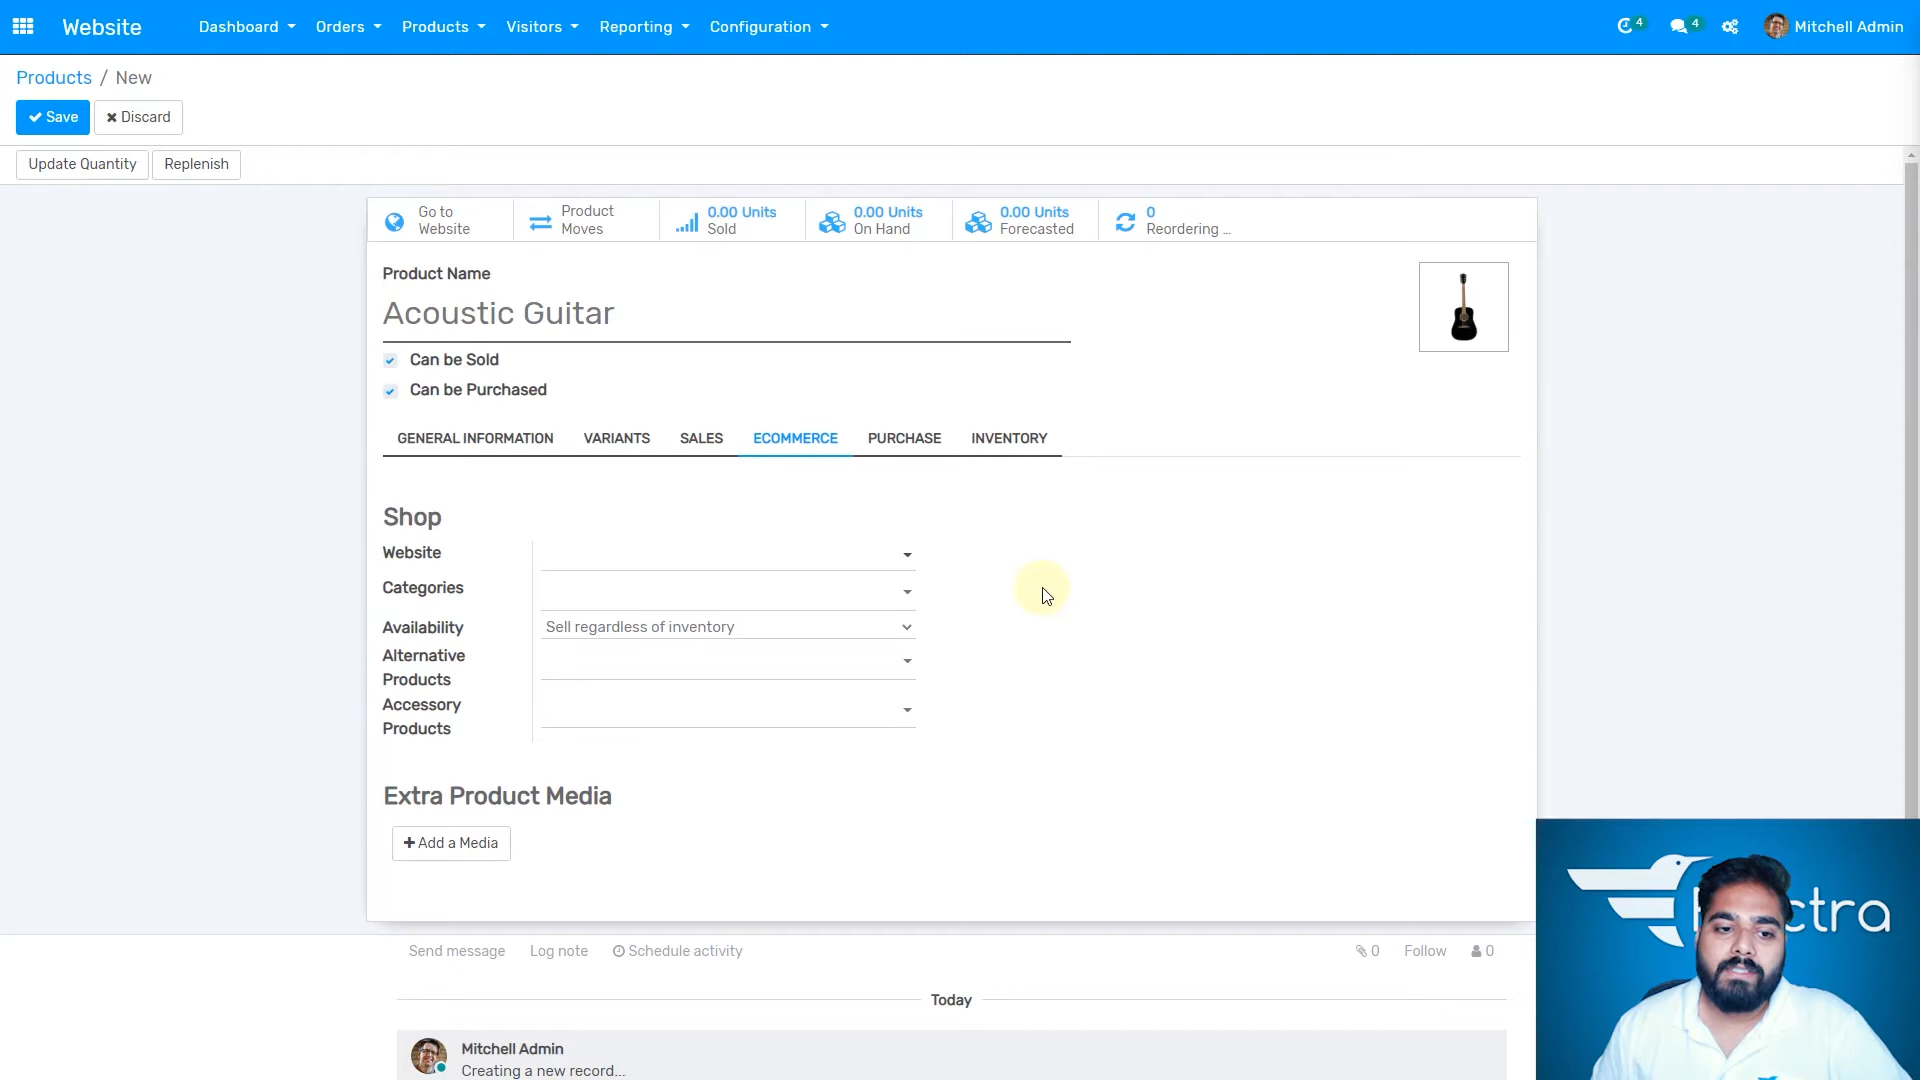 Website
Dashboard
Orders
Products
Visitors
Reporting
Configuration
4
4
Mitchell Admin
Products / New
Save
Discard
Update Quantity
Replenish
Go to
Website
Product
Moves
0.00 Units
Sold
0.00 Units
On Hand
0.00 Units
Forecasted
0
Reordering ...
Product Name
Acoustic Guitar
Can be Sold
Can be Purchased
GENERAL INFORMATION
VARIANTS
SALES
ECOMMERCE
PURCHASE
INVENTORY
Shop
Website
Categories
Availability
Sell regardless of inventory
Alternative
Products
Accessory
Products
Extra Product Media
+ Add a Media
Send message
Log note
Schedule activity
0
Follow
0
Today
Mitchell Admin
Creating a new record...